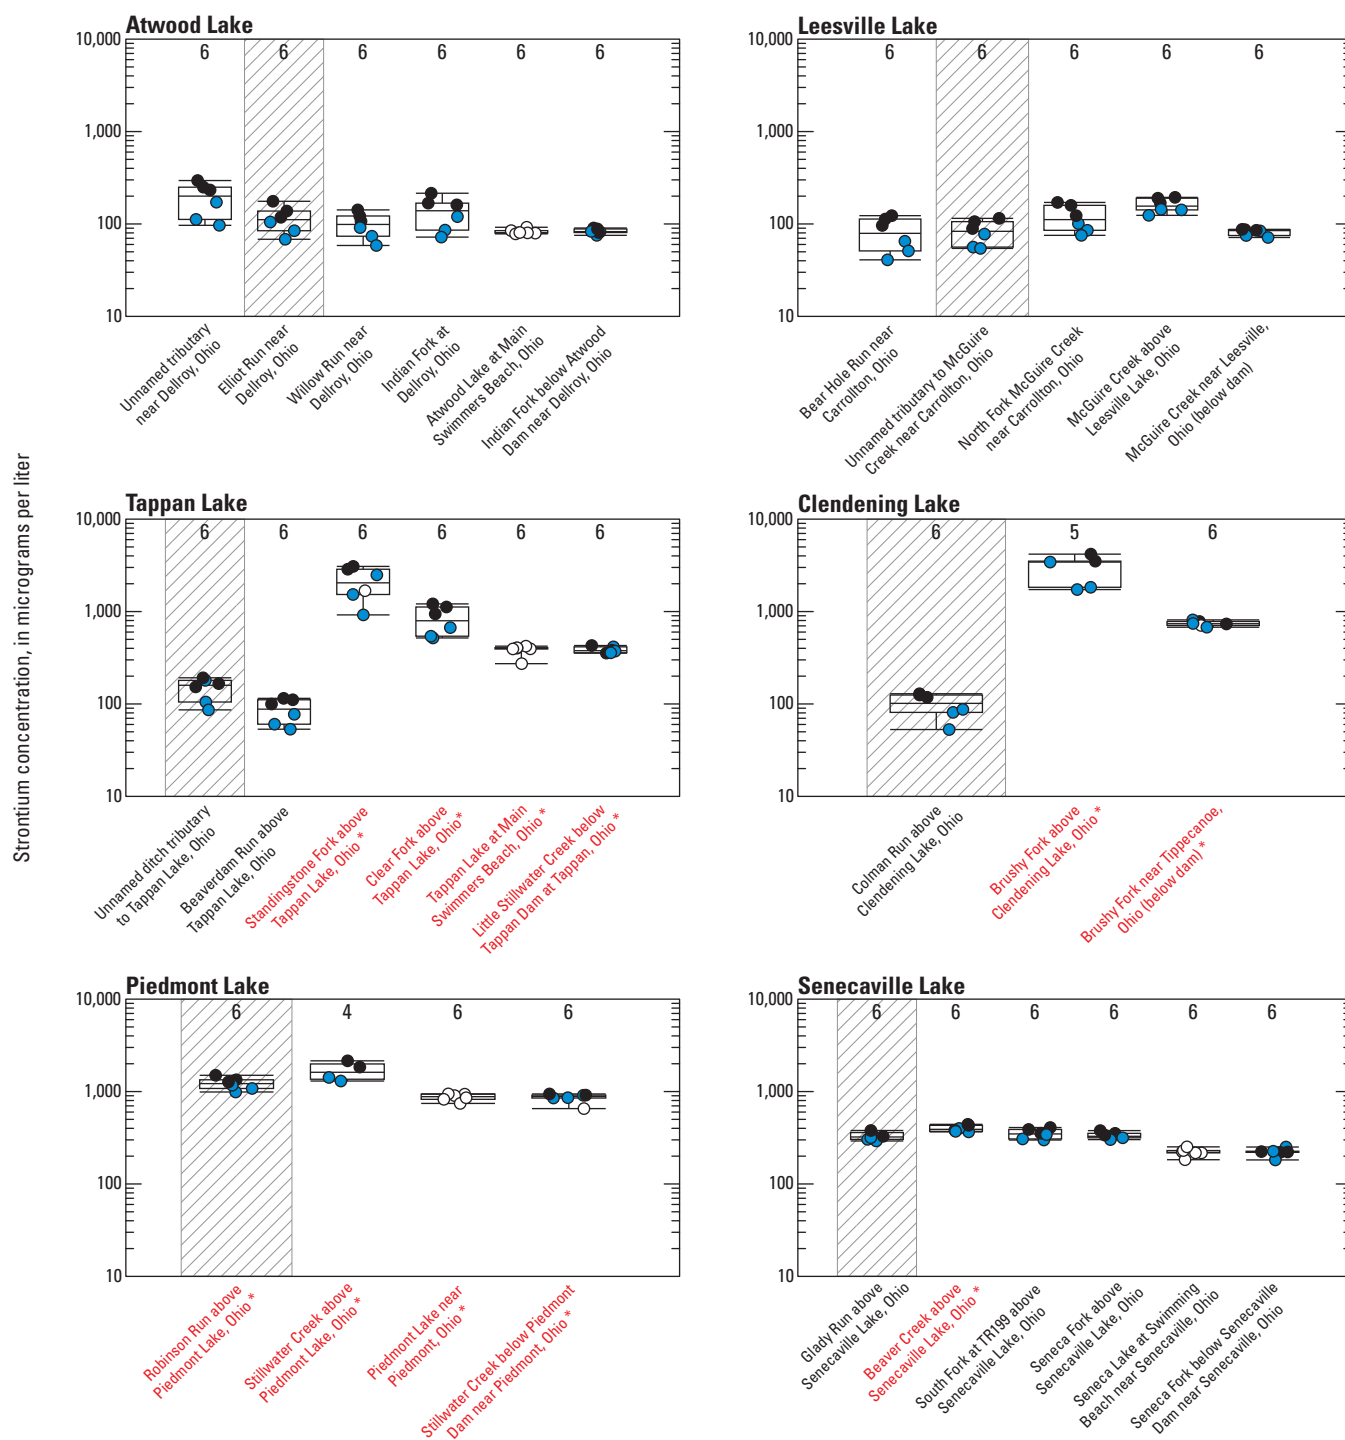 Strontium concentration, in micrograms per liter
Atwood Lake
10,000
1,000
100
10
6 6 6 6 6 6
Unnamed tributary
near Dellroy, Ohio
Elliot Run near
Dellroy, Ohio
Willow Run near
Dellroy, Ohio
Indian Fork at
Dellroy, Ohio
Atwood Lake at Main
Swimmers Beach, Ohio
Indian Fork below Atwood
Dam near Dellroy, Ohio
Leesville Lake
10,000
1,000
100
10
6 6 6 6 6
Bear Hole Run near
Carrollton, Ohio
Unnamed tributary to McGuire
Creek near Carrollton, Ohio
North Fork McGuire Creek
near Carrollton, Ohio
McGuire Creek above
Leesville Lake, Ohio
McGuire Creek near Leesville,
Ohio (below dam)
Tappan Lake
10,000
1,000
100
10
6 6 6 6 6 6
Unnamed ditch tributary
to Tappan Lake, Ohio
Beaverdam Run above
Tappan Lake, Ohio
Standingstone Fork above
Tappan Lake, Ohio *
Clear Fork above
Tappan Lake, Ohio *
Tappan Lake at Main
Swimmers Beach, Ohio *
Little Stillwater Creek below
Tappan Dam at Tappan, Ohio *
Clendening Lake
10,000
1,000
100
10
6 5 6
Colman Run above
Clendening Lake, Ohio
Brushy Fork above
Clendening Lake, Ohio *
Brushy Fork near Tippecanoe,
Ohio (below dam) *
Piedmont Lake
10,000
1,000
100
10
6 4 6 6
Robinson Run above
Piedmont Lake, Ohio *
Stillwater Creek above
Piedmont Lake, Ohio *
Piedmont Lake near
Piedmont, Ohio *
Stillwater Creek below Piedmont
Dam near Piedmont, Ohio *
Senecaville Lake
10,000
1,000
100
10
6 6 6 6 6 6
Glady Run above
Senecaville Lake, Ohio
Beaver Creek above
Senecaville Lake, Ohio *
South Fork at TR199 above
Senecaville Lake, Ohio
Seneca Fork above
Senecaville Lake, Ohio
Seneca Lake at Swimming
Beach near Senecaville, Ohio
Seneca Fork below Senecaville
Dam near Senecaville, Ohio